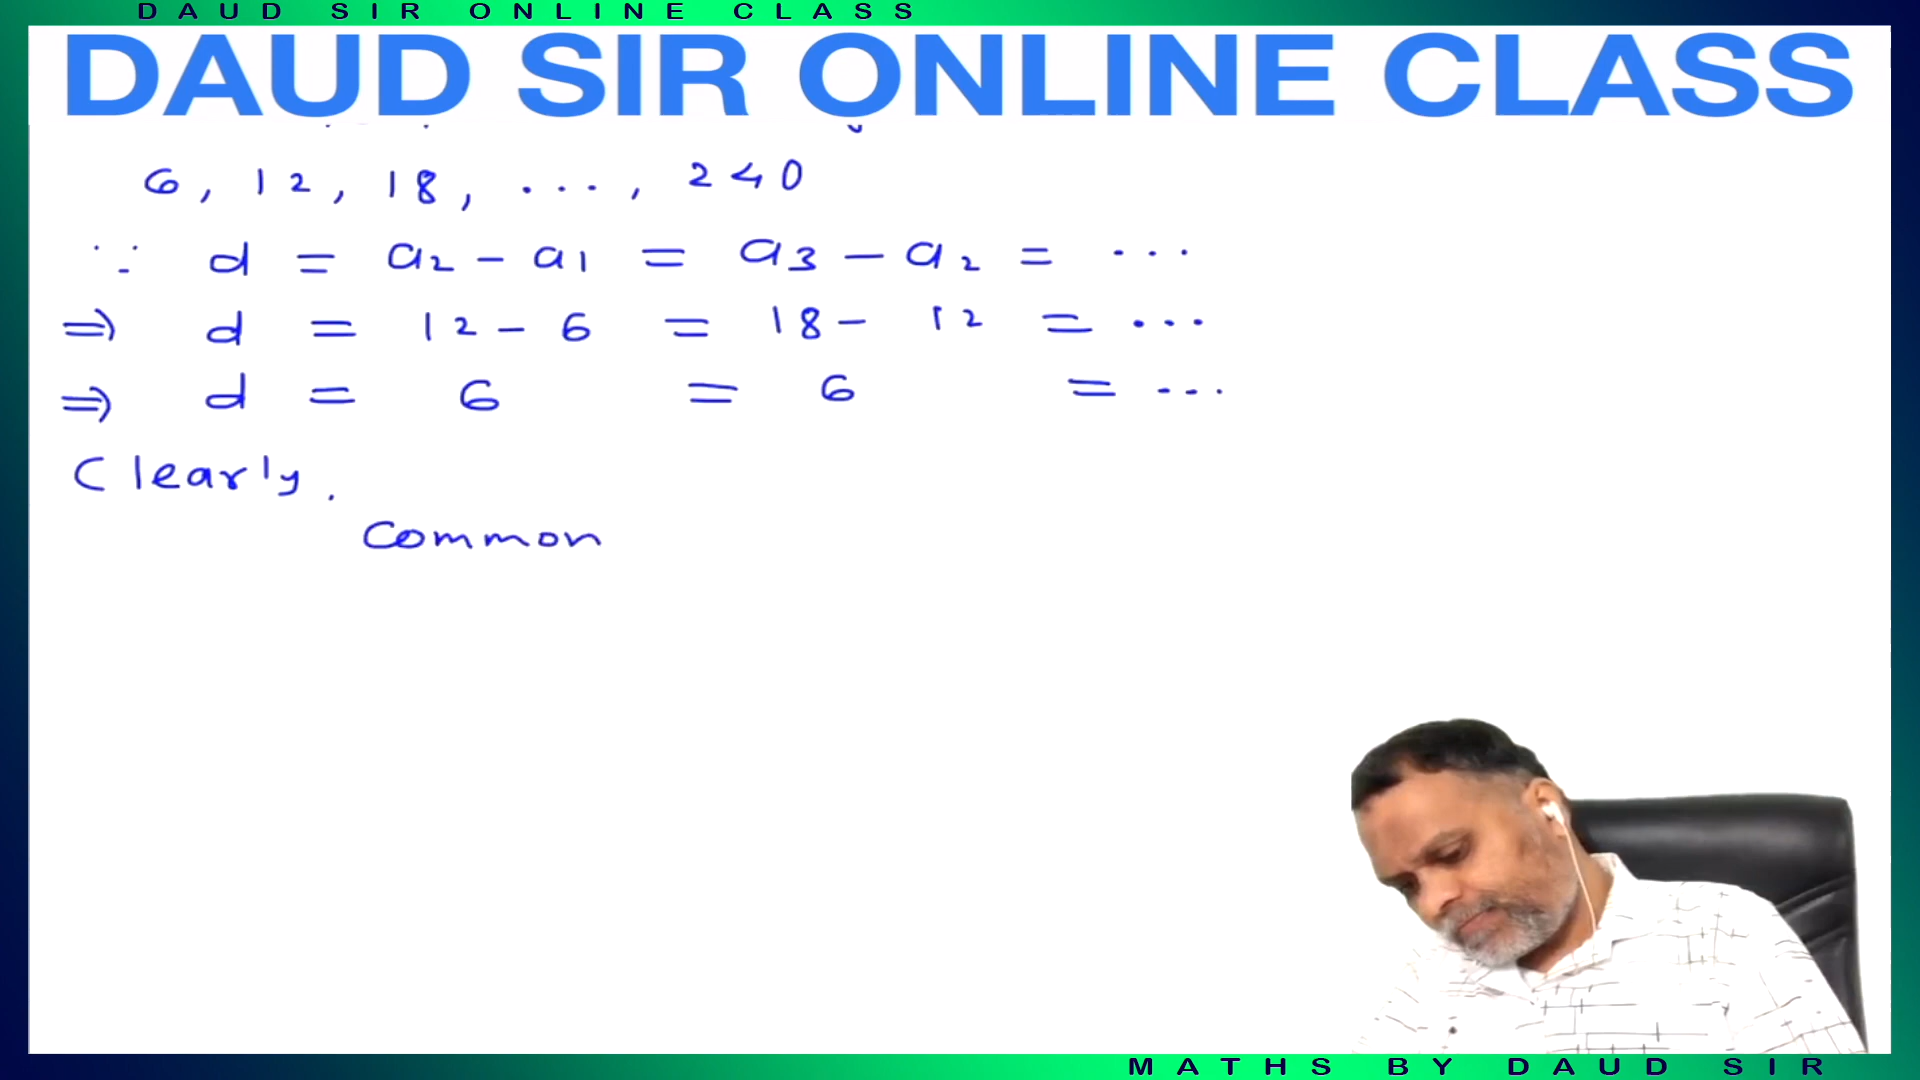 DAUD SIR ONLINE CLASS
DAUD SIR ONLINE CLASS
6, 12, 18, ..., 240
∵ d = a2 - a1 = a3 - a2 = ...
⇒ d = 12 - 6 = 18 - 12 = ...
⇒ d = 6 = 6 = ...
Clearly,
Common
MATHS BY DAUD SIR